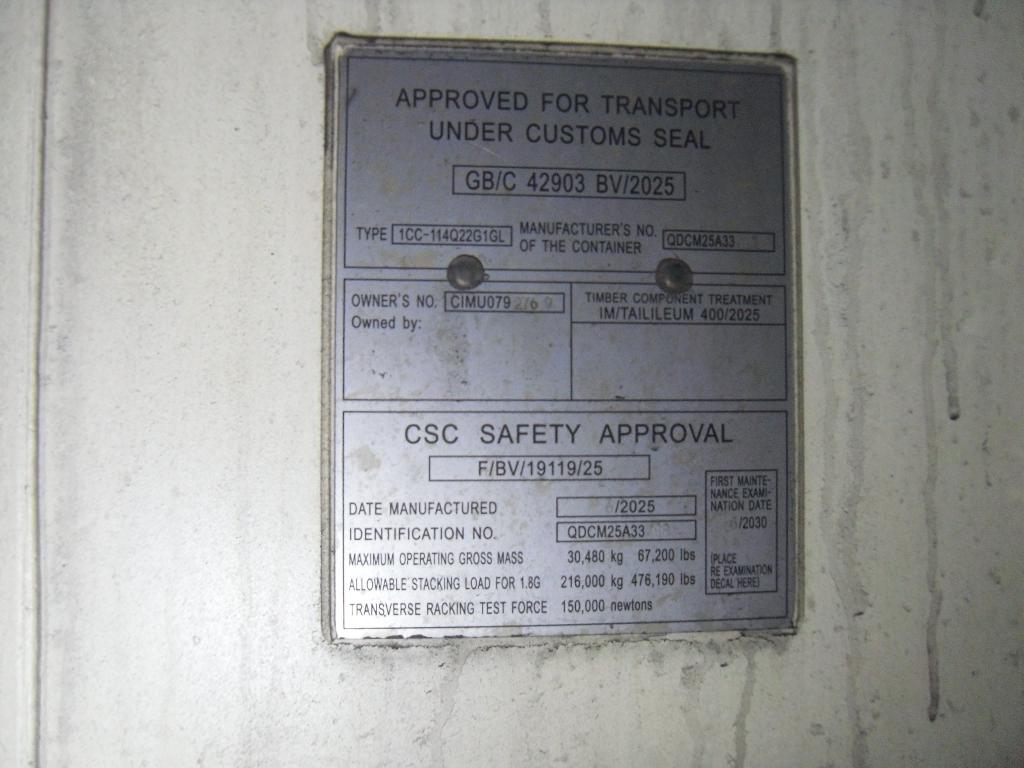 APPROVED FOR TRANSPORT
UNDER CUSTOMS SEAL
GB/C 42903 BV/2025
TYPE 1CC-114Q22G1GL MANUFACTURER'S NO. OF THE CONTAINER QDCM25A33
OWNER'S NO. CIMU079
Owned by:
TIMBER COMPONENT TREATMENT
IM/TAILILEUM 400/2025
CSC SAFETY APPROVAL
F/BV/19119/25
DATE MANUFACTURED /2025
IDENTIFICATION NO. QDCM25A33
MAXIMUM OPERATING GROSS MASS 30,480 kg 67,200 lbs
ALLOWABLE STACKING LOAD FOR 1.8G 216,000 kg 476,190 lbs
TRANSVERSE RACKING TEST FORCE 150,000 newtons
FIRST MAINTE-
NANCE EXAMI-
NATION DATE
/2030
(PLACE
RE EXAMINATION
DECAL HERE)